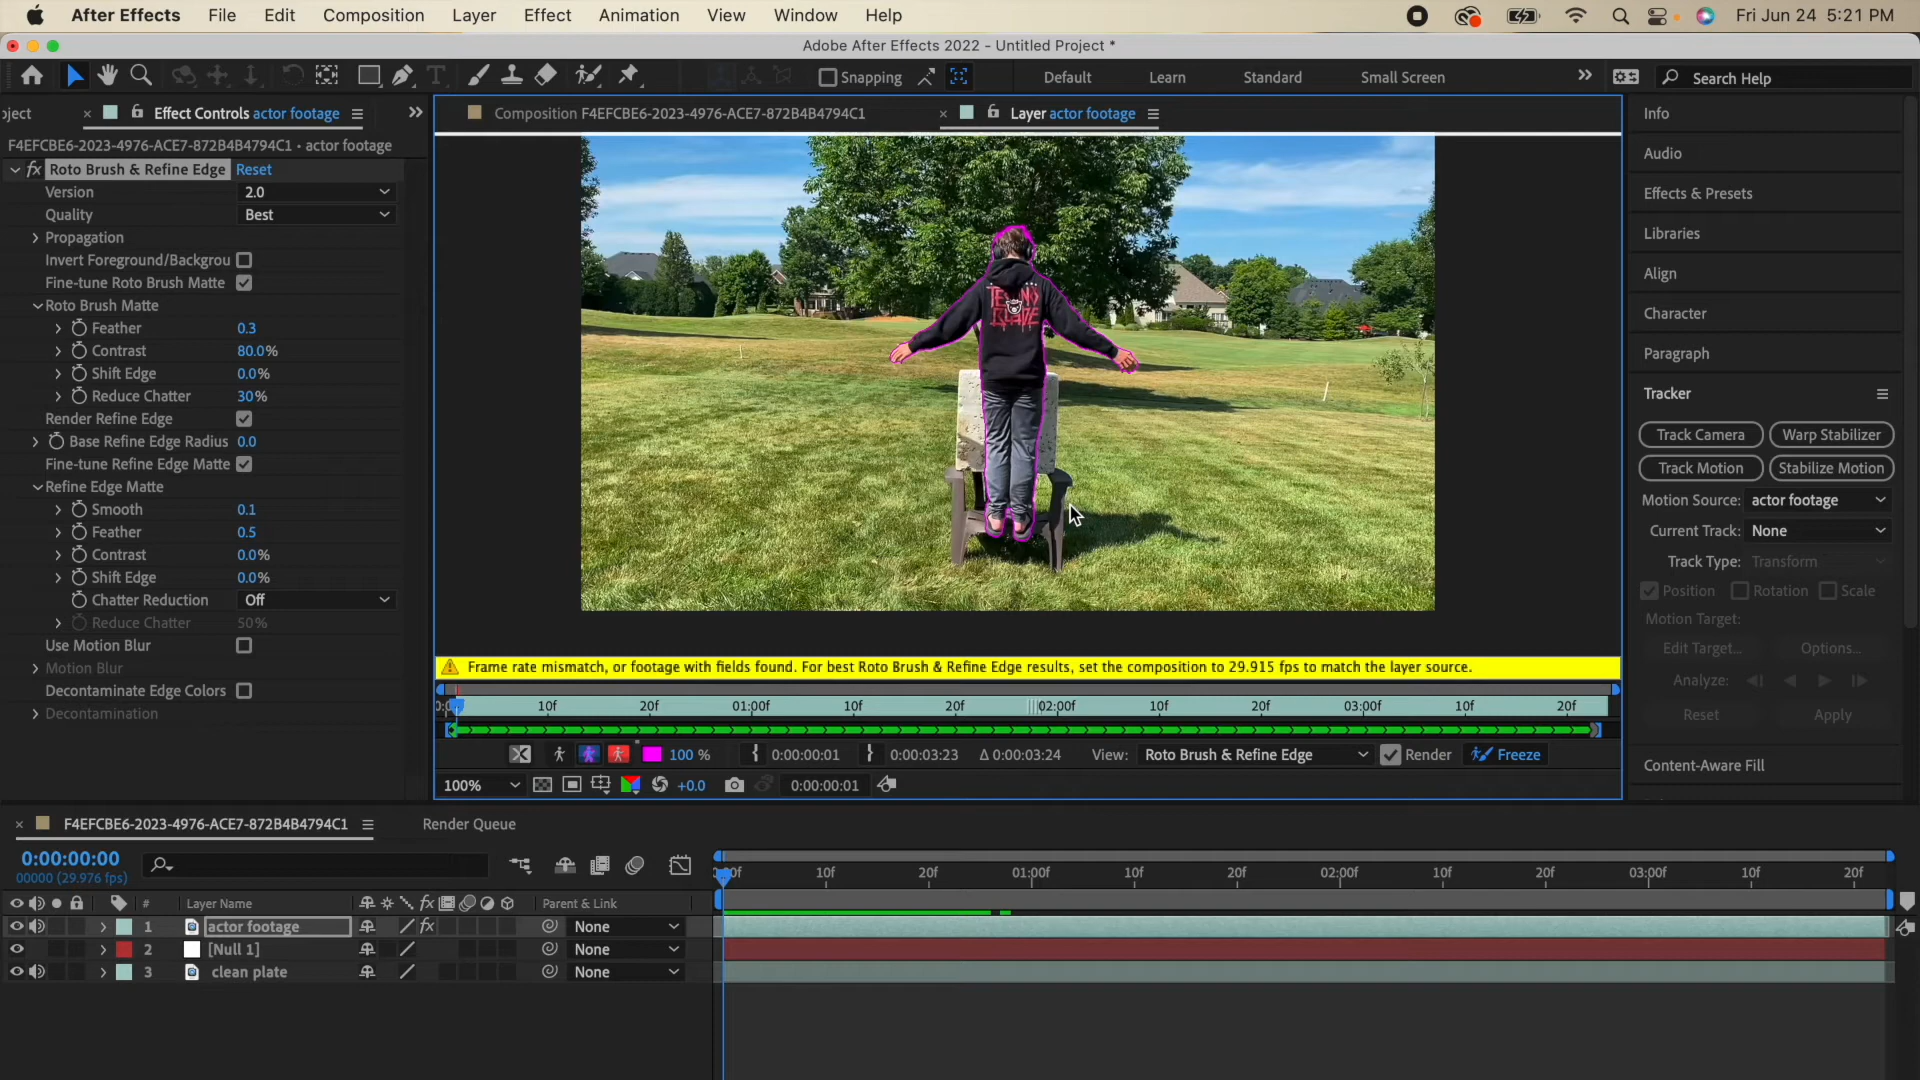 After Effects File Edit Composition Layer Effect Animation View Window Help Fri Jun 24 5:21 PM
Adobe After Effects 2022 - Untitled Project *
Snapping Default Learn Standard Small Screen Search Help
oject Effect Controls actor footage
F4EFCBE6-2023-4976-ACE7-872B4B4794C1 • actor footage
fx Roto Brush & Refine Edge Reset
Version 2.0
Quality Best
Propagation
Invert Foreground/Backgrou
Fine-tune Roto Brush Matte
Roto Brush Matte
Feather 0.3
Contrast 80.0%
Shift Edge 0.0%
Reduce Chatter 30%
Render Refine Edge
Base Refine Edge Radius 0.0
Fine-tune Refine Edge Matte
Refine Edge Matte
Smooth 0.1
Feather 0.5
Contrast 0.0%
Shift Edge 0.0%
Chatter Reduction Off
Reduce Chatter 50%
Use Motion Blur
Motion Blur
Decontaminate Edge Colors
Decontamination
Composition F4EFCBE6-2023-4976-ACE7-872B4B4794C1 Layer actor footage
Frame rate mismatch, or footage with fields found. For best Roto Brush & Refine Edge results, set the composition to 29.915 fps to match the layer source.
10f 20f 01:00f 10f 20f 02:00f 10f 20f 03:00f 10f 20f
100 % 0:00:00:01 0:00:03:23 Δ 0:00:03:24 View: Roto Brush & Refine Edge Render Freeze
100% +0.0 0:00:00:01
Info
Audio
Effects & Presets
Libraries
Align
Character
Paragraph
Tracker
Track Camera Warp Stabilizer
Track Motion Stabilize Motion
Motion Source: actor footage
Current Track: None
Track Type: Transform
Position Rotation Scale
Motion Target:
Edit Target... Options...
Analyze:
Reset Apply
Content-Aware Fill
F4EFCBE6-2023-4976-ACE7-872B4B4794C1 Render Queue
0:00:00:00
00000 (29.976 fps)
10f 20f 01:00f 10f 20f 02:00f 10f 20f 03:00f 10f 20f
# Layer Name fx Parent & Link
1 actor footage fx None
2 [Null 1] None
3 clean plate None